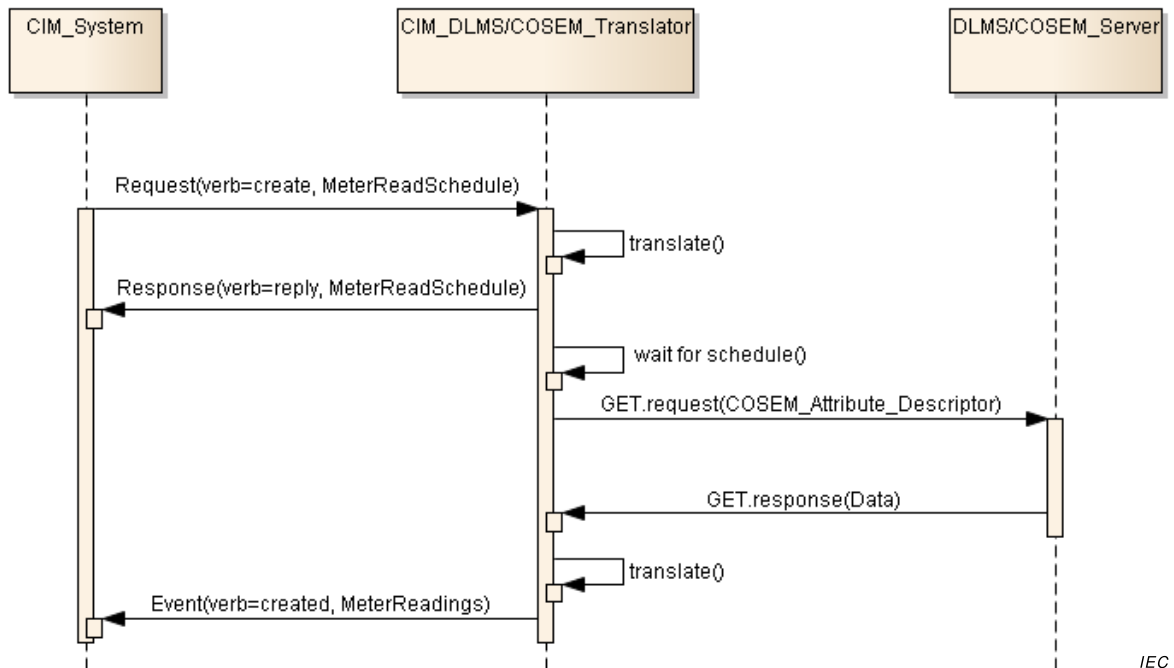 CIM_System
CIM_DLMS/COSEM_Translator
DLMS/COSEM_Server
Request(verb=create, MeterReadSchedule)
translate()
Response(verb=reply, MeterReadSchedule)
wait for schedule()
GET.request(COSEM_Attribute_Descriptor)
GET.response(Data)
translate()
Event(verb=created, MeterReadings)
IEC